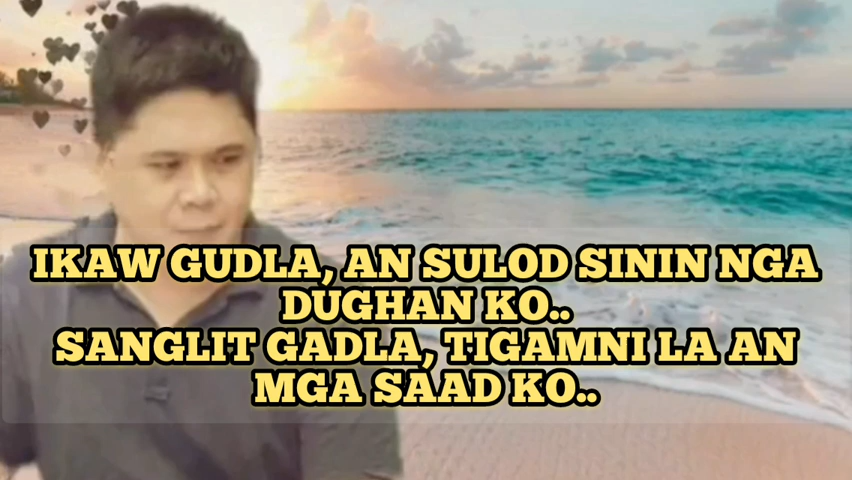 IKAW GUDLA, AN SULOD SININ NGA
DUGHAN KO..
SANGLIT GADLA, TIGAMNI LA AN
MGA SAAD KO..